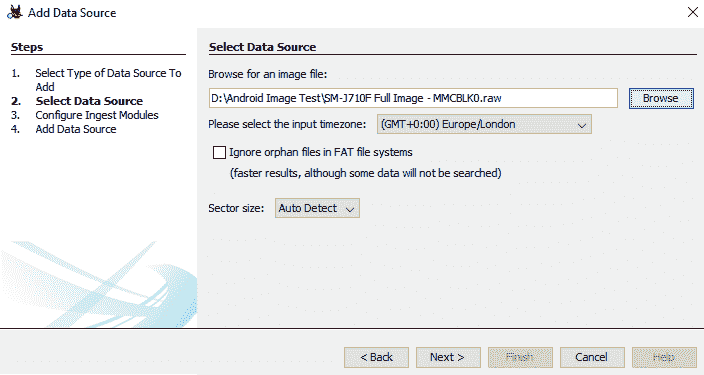 Add Data Source
Steps
1. Select Type of Data Source To
Add
2. Select Data Source
3. Configure Ingest Modules
4. Add Data Source
Select Data Source
Browse for an image file:
D:\Android Image Test\SM-J710F Full Image - MMCBLK0.raw
Browse
Please select the input timezone: (GMT+0:00) Europe/London
Ignore orphan files in FAT file systems
(faster results, although some data will not be searched)
Sector size: Auto Detect
< Back Next > Finish Cancel Help